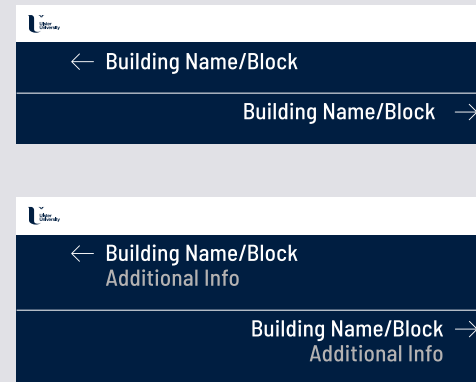 Ulster
University
← Building Name/Block
Building Name/Block →
Ulster
University
← Building Name/Block
Additional Info
Building Name/Block →
Additional Info